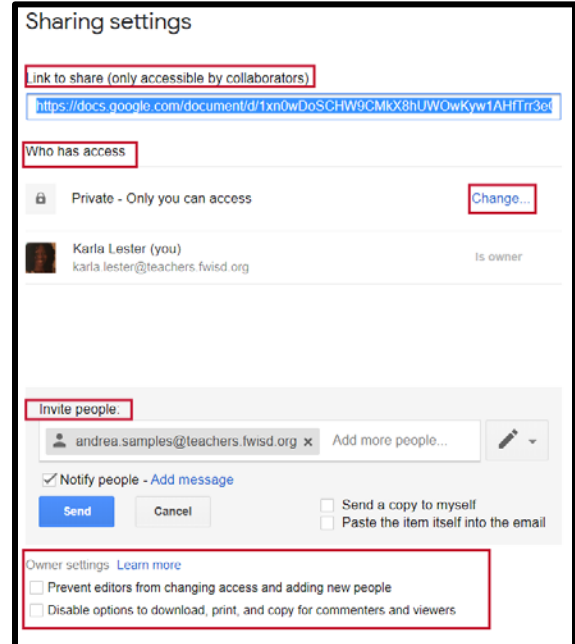 Sharing settings
Link to share (only accessible by collaborators)
https://docs.google.com/document/d/1xn0wDoSCHW9CMkX8hUWOwKyw1AHfTrr3e
Who has access
Private - Only you can access Change...
Karla Lester (you)
karla.lester@teachers.fwisd.org Is owner
Invite people:
andrea.samples@teachers.fwisd.org x Add more people...
Notify people - Add message
Send Cancel Send a copy to myself
Paste the item itself into the email
Owner settings Learn more
Prevent editors from changing access and adding new people
Disable options to download, print, and copy for commenters and viewers